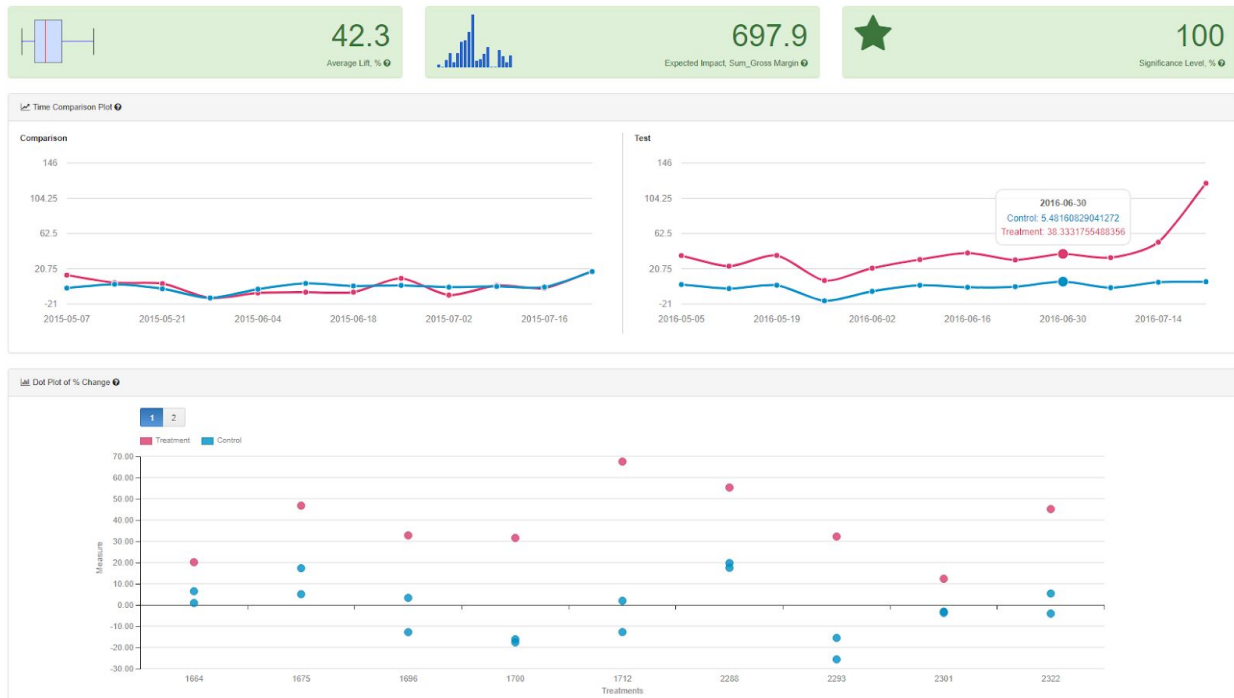 42.3
Average Lift, %
697.9
Expected Impact, Sum_Gross Margin
100
Significance Level, %
Time Comparison Plot
Comparison
146
104.25
62.5
20.75
-21
2015-05-07 2015-05-21 2015-06-04 2015-06-18 2015-07-02 2015-07-16
Test
146
104.25
62.5
20.75
-21
2016-05-05 2016-05-19 2016-06-02 2016-06-16 2016-06-30 2016-07-14
2016-06-30
Control: 5.48160829041272
Treatment: 38.3331755488356
Dot Plot of % Change
1 2
Treatment Control
Measure
70.00
60.00
50.00
40.00
30.00
20.00
10.00
0.00
-10.00
-20.00
-30.00
1664 1675 1696 1700 1712 2288 2293 2301 2322
Treatments